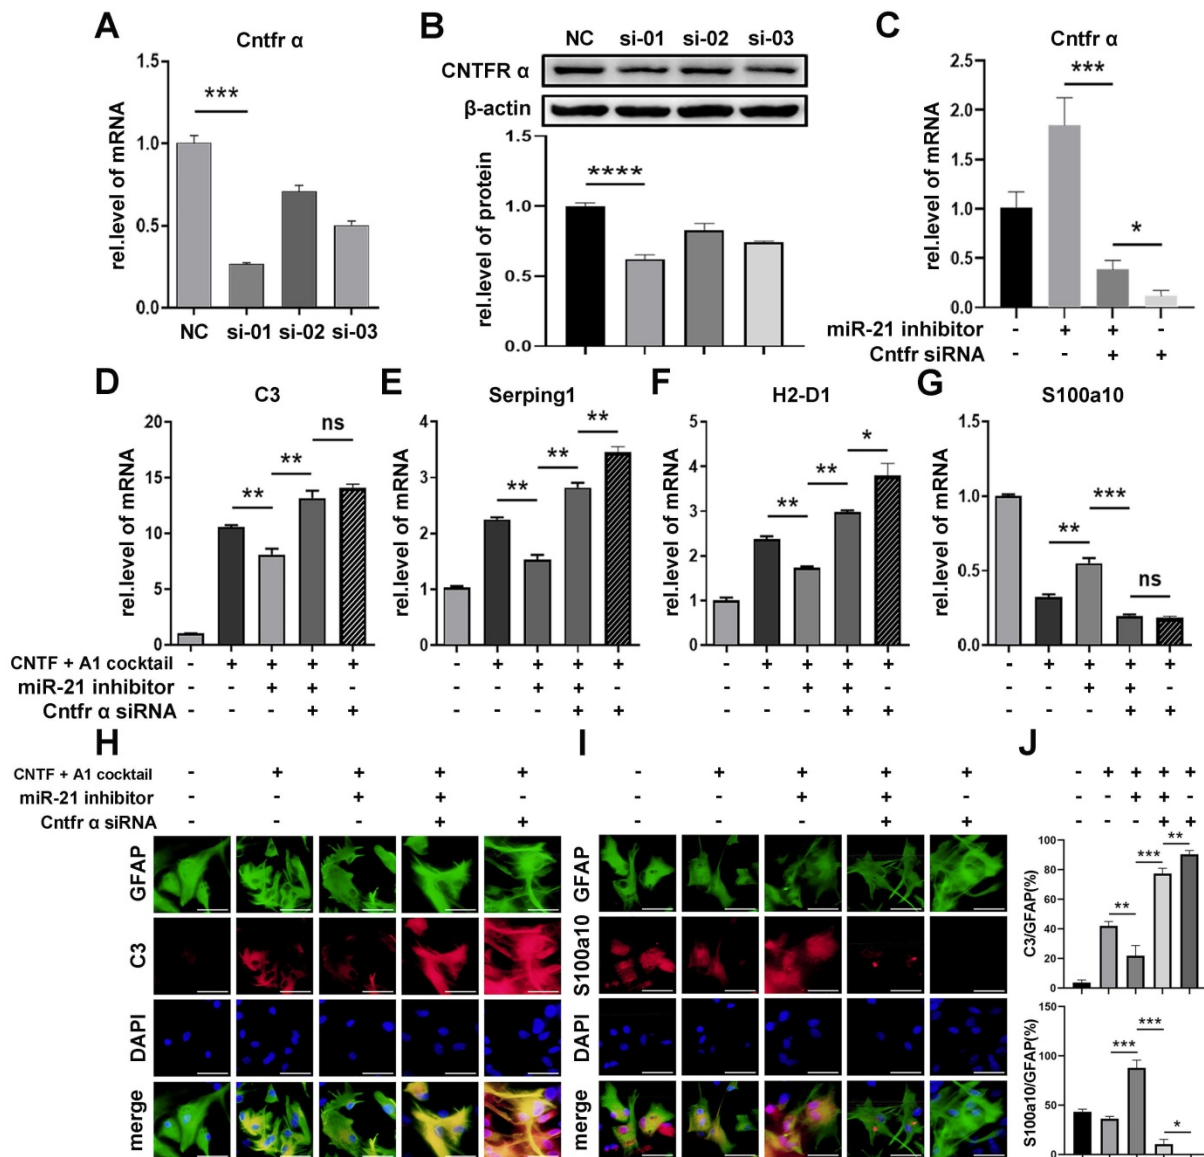 A
Cntfr α
rel.level of mRNA
1.5
1.0
0.5
0.0
***
NC si-01 si-02 si-03
B
NC si-01 si-02 si-03
CNTFR α
β-actin
rel.level of protein
1.5
1.0
0.5
0.0
****
C
Cntfr α
rel.level of mRNA
2.5
2.0
1.5
1.0
0.5
0.0
***
*
miR-21 inhibitor - + + -
Cntfr siRNA - - + +
D
C3
rel.level of mRNA
20
15
10
5
0
** ** ns
E
Serping1
rel.level of mRNA
4
3
2
1
0
** ** **
F
H2-D1
rel.level of mRNA
5
4
3
2
1
0
** ** *
G
S100a10
rel.level of mRNA
1.5
1.0
0.5
0.0
** *** ns
CNTF + A1 cocktail - + + + + - + + + + - + + + + - + + + +
miR-21 inhibitor - - + + - - - + + - - - + + - - - + + -
Cntfr α siRNA - - - + + - - - + + - - - + + - - - + +
H
CNTF + A1 cocktail - + + + +
miR-21 inhibitor - - + + -
Cntfr α siRNA - - - + +
GFAP
C3
DAPI
merge
I
- + + + +
- - + + -
- - - + +
GFAP
S100a10
DAPI
merge
J
- + + + +
- - + + -
- - - + +
C3/GFAP(%)
100
80
60
40
20
0
** *** **
S100a10/GFAP(%)
150
100
50
0
*** *** *